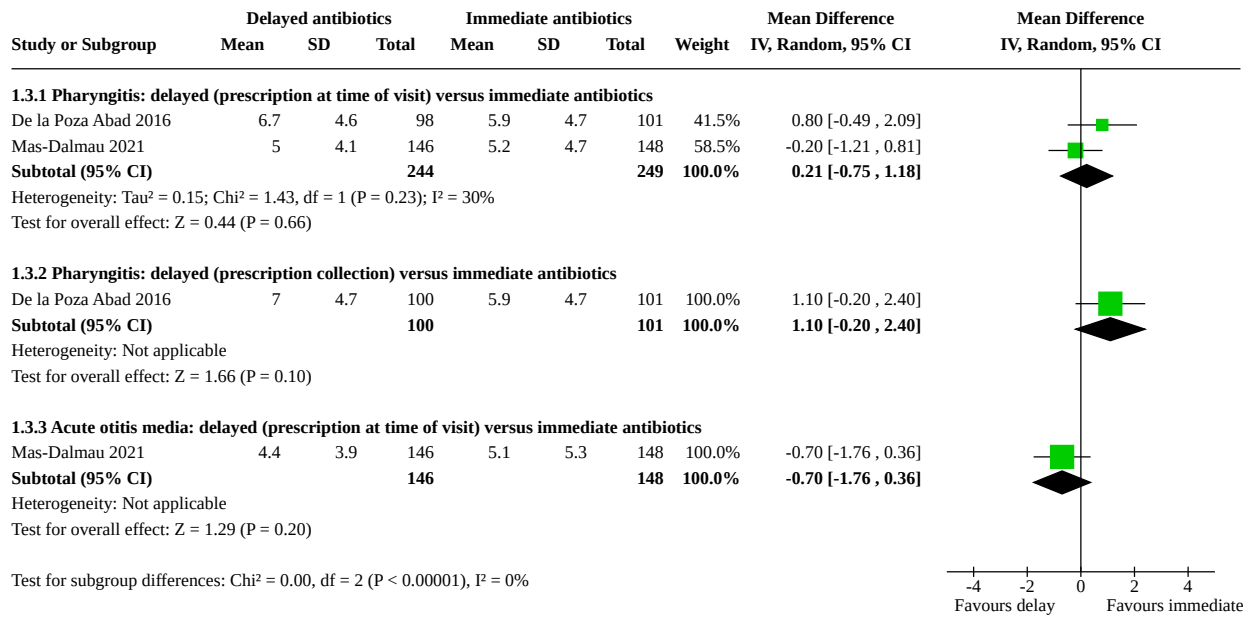 Delayed antibiotics Immediate antibiotics Mean Difference Mean Difference
Study or Subgroup Mean SD Total Mean SD Total Weight IV, Random, 95% CI IV, Random, 95% CI
1.3.1 Pharyngitis: delayed (prescription at time of visit) versus immediate antibiotics
De la Poza Abad 2016 6.7 4.6 98 5.9 4.7 101 41.5% 0.80 [-0.49 , 2.09]
Mas-Dalmau 2021 5 4.1 146 5.2 4.7 148 58.5% -0.20 [-1.21 , 0.81]
Subtotal (95% CI) 244 249 100.0% 0.21 [-0.75 , 1.18]
Heterogeneity: Tau² = 0.15; Chi² = 1.43, df = 1 (P = 0.23); I² = 30%
Test for overall effect: Z = 0.44 (P = 0.66)
1.3.2 Pharyngitis: delayed (prescription collection) versus immediate antibiotics
De la Poza Abad 2016 7 4.7 100 5.9 4.7 101 100.0% 1.10 [-0.20 , 2.40]
Subtotal (95% CI) 100 101 100.0% 1.10 [-0.20 , 2.40]
Heterogeneity: Not applicable
Test for overall effect: Z = 1.66 (P = 0.10)
1.3.3 Acute otitis media: delayed (prescription at time of visit) versus immediate antibiotics
Mas-Dalmau 2021 4.4 3.9 146 5.1 5.3 148 100.0% -0.70 [-1.76 , 0.36]
Subtotal (95% CI) 146 148 100.0% -0.70 [-1.76 , 0.36]
Heterogeneity: Not applicable
Test for overall effect: Z = 1.29 (P = 0.20)
Test for subgroup differences: Chi² = 0.00, df = 2 (P < 0.00001), I² = 0%
-4 -2 0 2 4
Favours delay Favours immediate